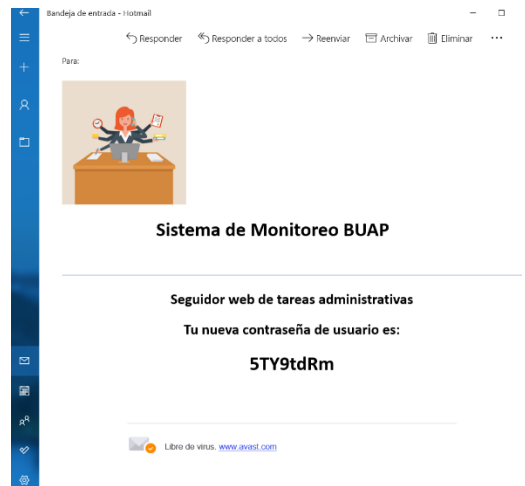 Bandeja de entrada - Hotmail
Responder
Responder a todos
Reenviar
Archivar
Eliminar
Para:
Sistema de Monitoreo BUAP
Seguidor web de tareas administrativas
Tu nueva contraseña de usuario es:
5TY9tdRm
Libre de virus. www.avast.com